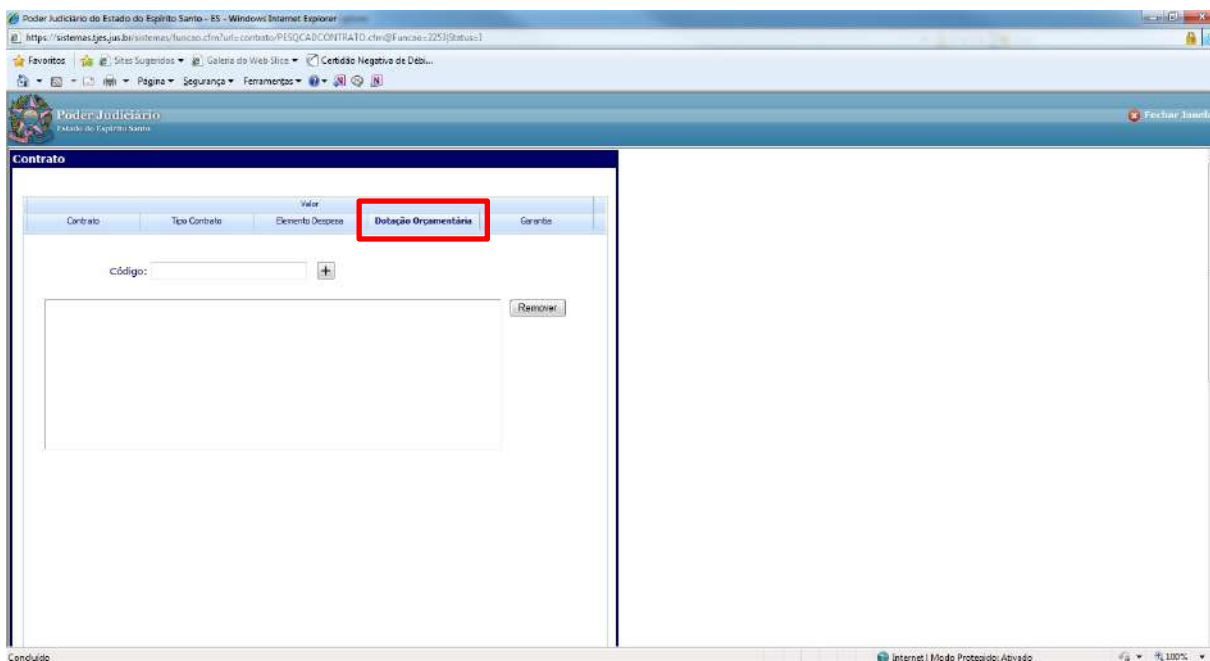 Poder Judiciário do Estado do Espírito Santo - ES - Windows Internet Explorer
https://sistemas.tjes.jus.br/sistemas/funcao.cfm?url=contrato/PESQCADCONTRATO.cfm@Funcao=2253|Status=1
Favoritos Sites Sugeridos Galeria do Web Slice Certidão Negativa de Débi...
Página Segurança Ferramentas
Poder Judiciário
Estado do Espírito Santo
Fechar Janela
Contrato
Valor
Contrato Tipo Contrato Elemento Despesa Dotação Orçamentária Garantia
Código: +
Remover
Concluído Internet | Modo Protegido: Ativado 100%